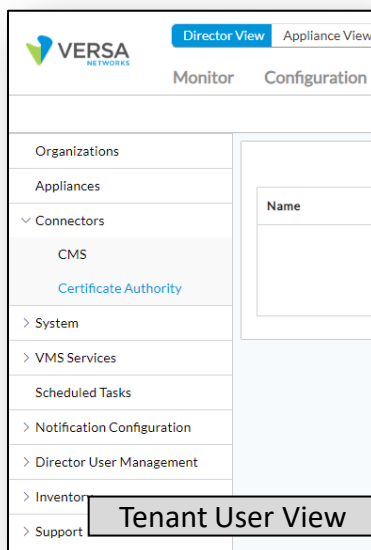 VERSA
NETWORKS
Director View
Appliance View
Monitor
Configuration
Organizations
Appliances
Connectors
CMS
Certificate Authority
System
VMS Services
Scheduled Tasks
Notification Configuration
Director User Management
Inventory
Support
Name
Tenant User View